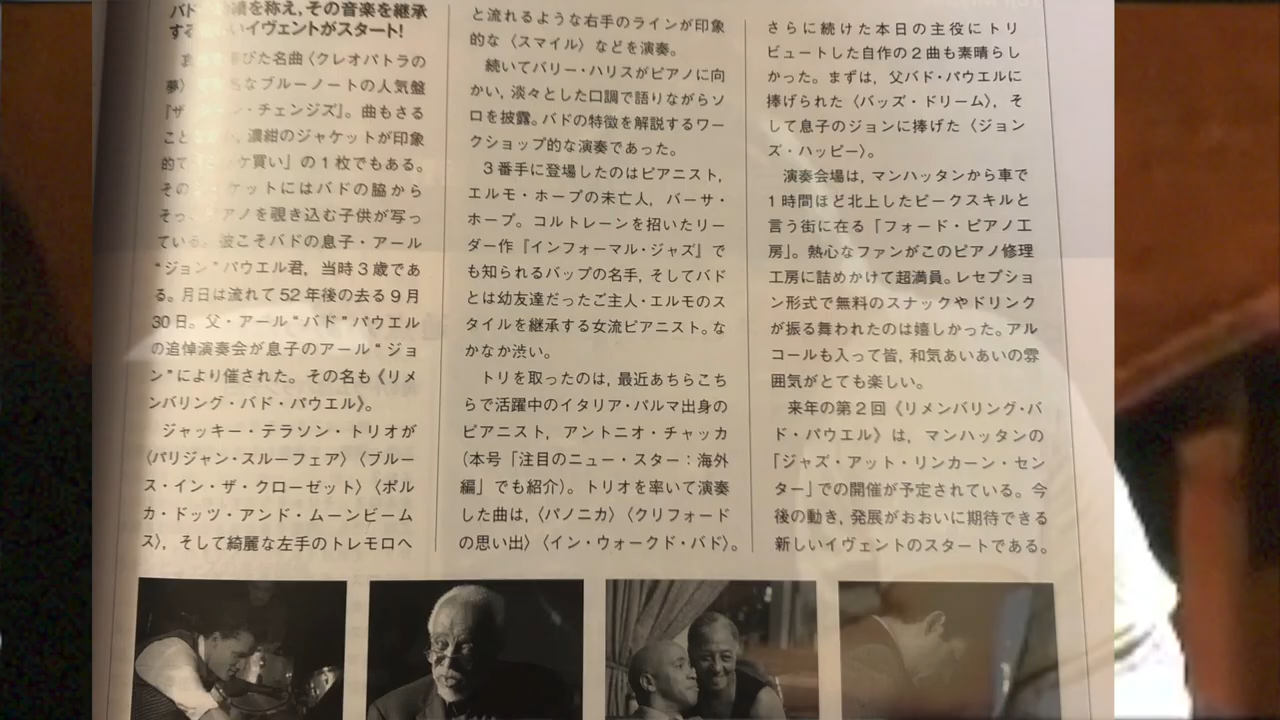 を称え，その音楽を継承
イヴェントがスタート！
びた名曲〈クレオパトラの
夢〉 なブルーノートの人気盤
『ザ ン・チェンジズ』。曲もさる
こと 濃紺のジャケットが印象
的で ケ買い」の１枚でもある。
その ケットにはバドの脇から
そっ アノを覗き込む子供が写っ
ている。彼こそバドの息子・アール
“ジョン”パウエル君，当時３歳であ
る。月日は流れて52年後の去る９月
30日。父・アール“バド”パウエル
の追悼演奏会が息子のアール“ジョ
ン”により催された。その名も《リメ
ンバリング・バド・パウエル》。
ジャッキー・テラソン・トリオが
〈パリジャン・スルーフェア〉〈ブルー
ス・イン・ザ・クローゼット〉〈ポル
カ・ドッツ・アンド・ムーンビーム
ス〉，そして綺麗な左手のトレモロへ
と流れるような右手のラインが印象
的な〈スマイル〉などを演奏。
続いてバリー・ハリスがピアノに向
かい，淡々とした口調で語りながらソ
ロを披露。バドの特徴を解説するワー
クショップ的な演奏であった。
３番手に登場したのはピアニスト，
エルモ・ホープの未亡人，バーサ・
ホープ。コルトレーンを招いたリー
ダー作『インフォーマル・ジャズ』で
も知られるバップの名手，そしてバド
とは幼友達だったご主人・エルモのス
タイルを継承する女流ピアニスト。な
かなか渋い。
トリを取ったのは，最近あちらこち
らで活躍中のイタリア・パルマ出身の
ピアニスト，アントニオ・チャッカ
（本号「注目のニュー・スター：海外
編」でも紹介）。トリオを率いて演奏
した曲は，〈パノニカ〉〈クリフォード
の思い出〉〈イン・ウォークド・バド〉。
さらに続けた本日の主役にトリ
ビュートした自作の２曲も素晴らし
かった。まずは，父バド・パウエルに
捧げられた〈バッズ・ドリーム〉，そ
して息子のジョンに捧げた〈ジョン
ズ・ハッピー〉。
演奏会場は，マンハッタンから車で
１時間ほど北上したピークスキルと
言う街に在る「フォード・ピアノ工
房」。熱心なファンがこのピアノ修理
工房に詰めかけて超満員。レセプショ
ン形式で無料のスナックやドリンク
が振る舞われたのは嬉しかった。アル
コールも入って皆，和気あいあいの雰
囲気がとても楽しい。
来年の第２回《リメンバリング・バ
ド・パウエル》は，マンハッタンの
「ジャズ・アット・リンカーン・セン
ター」での開催が予定されている。今
後の動き，発展がおおいに期待できる
新しいイヴェントのスタートである。